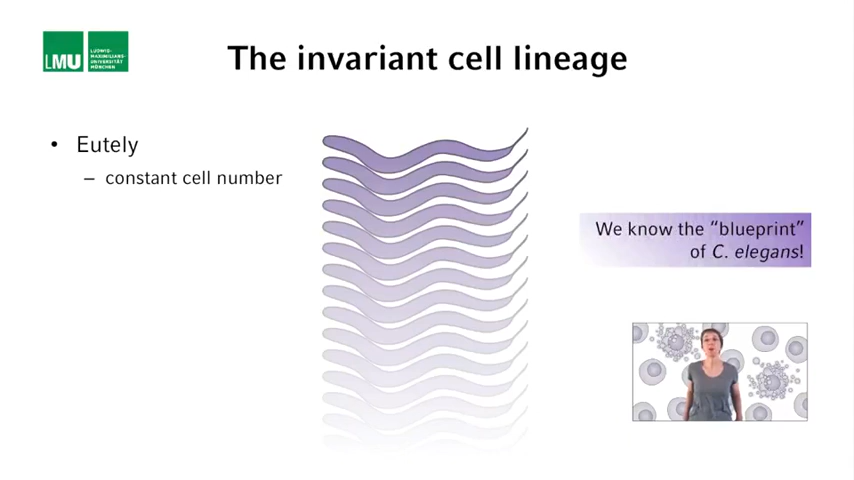 LMU
LUDWIG-
MAXIMILIANS-
UNIVERSITÄT
MÜNCHEN
The invariant cell lineage
• Eutely
– constant cell number
We know the “blueprint”
of C. elegans!